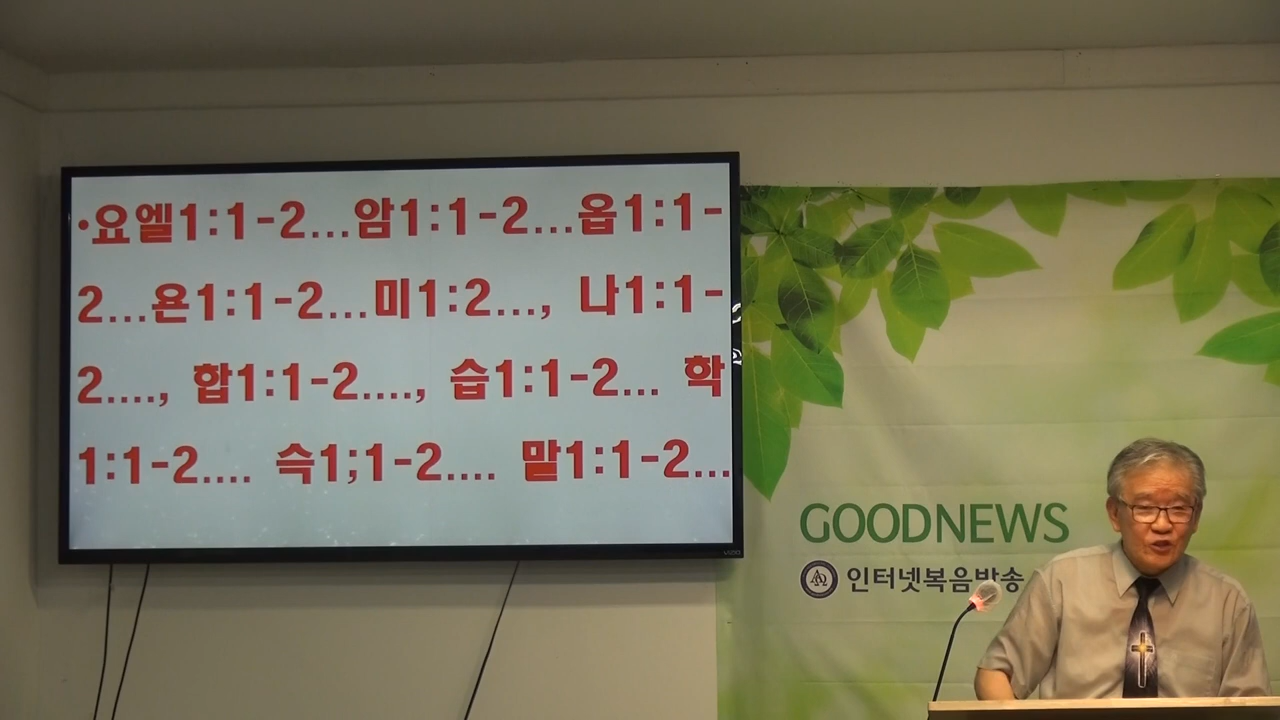 •요엘1:1-2...암1:1-2...옵1:1-
2...욘1:1-2...미1:2..., 나1:1-
2...., 합1:1-2...., 습1:1-2... 학
1:1-2.... 슥1;1-2.... 말1:1-2...
VIZIO
GOODNEWS
ΑΩ
인터넷복음방송